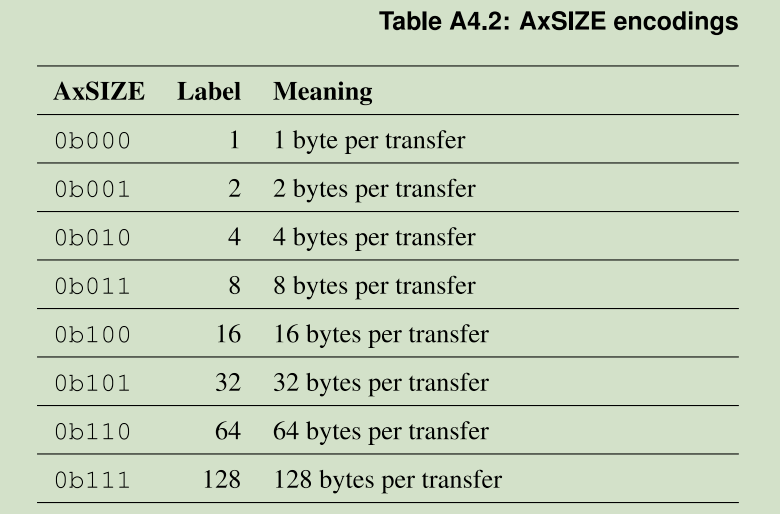 Table A4.2: AxSIZE encodings
AxSIZE Label Meaning
0b000 1 1 byte per transfer
0b001 2 2 bytes per transfer
0b010 4 4 bytes per transfer
0b011 8 8 bytes per transfer
0b100 16 16 bytes per transfer
0b101 32 32 bytes per transfer
0b110 64 64 bytes per transfer
0b111 128 128 bytes per transfer